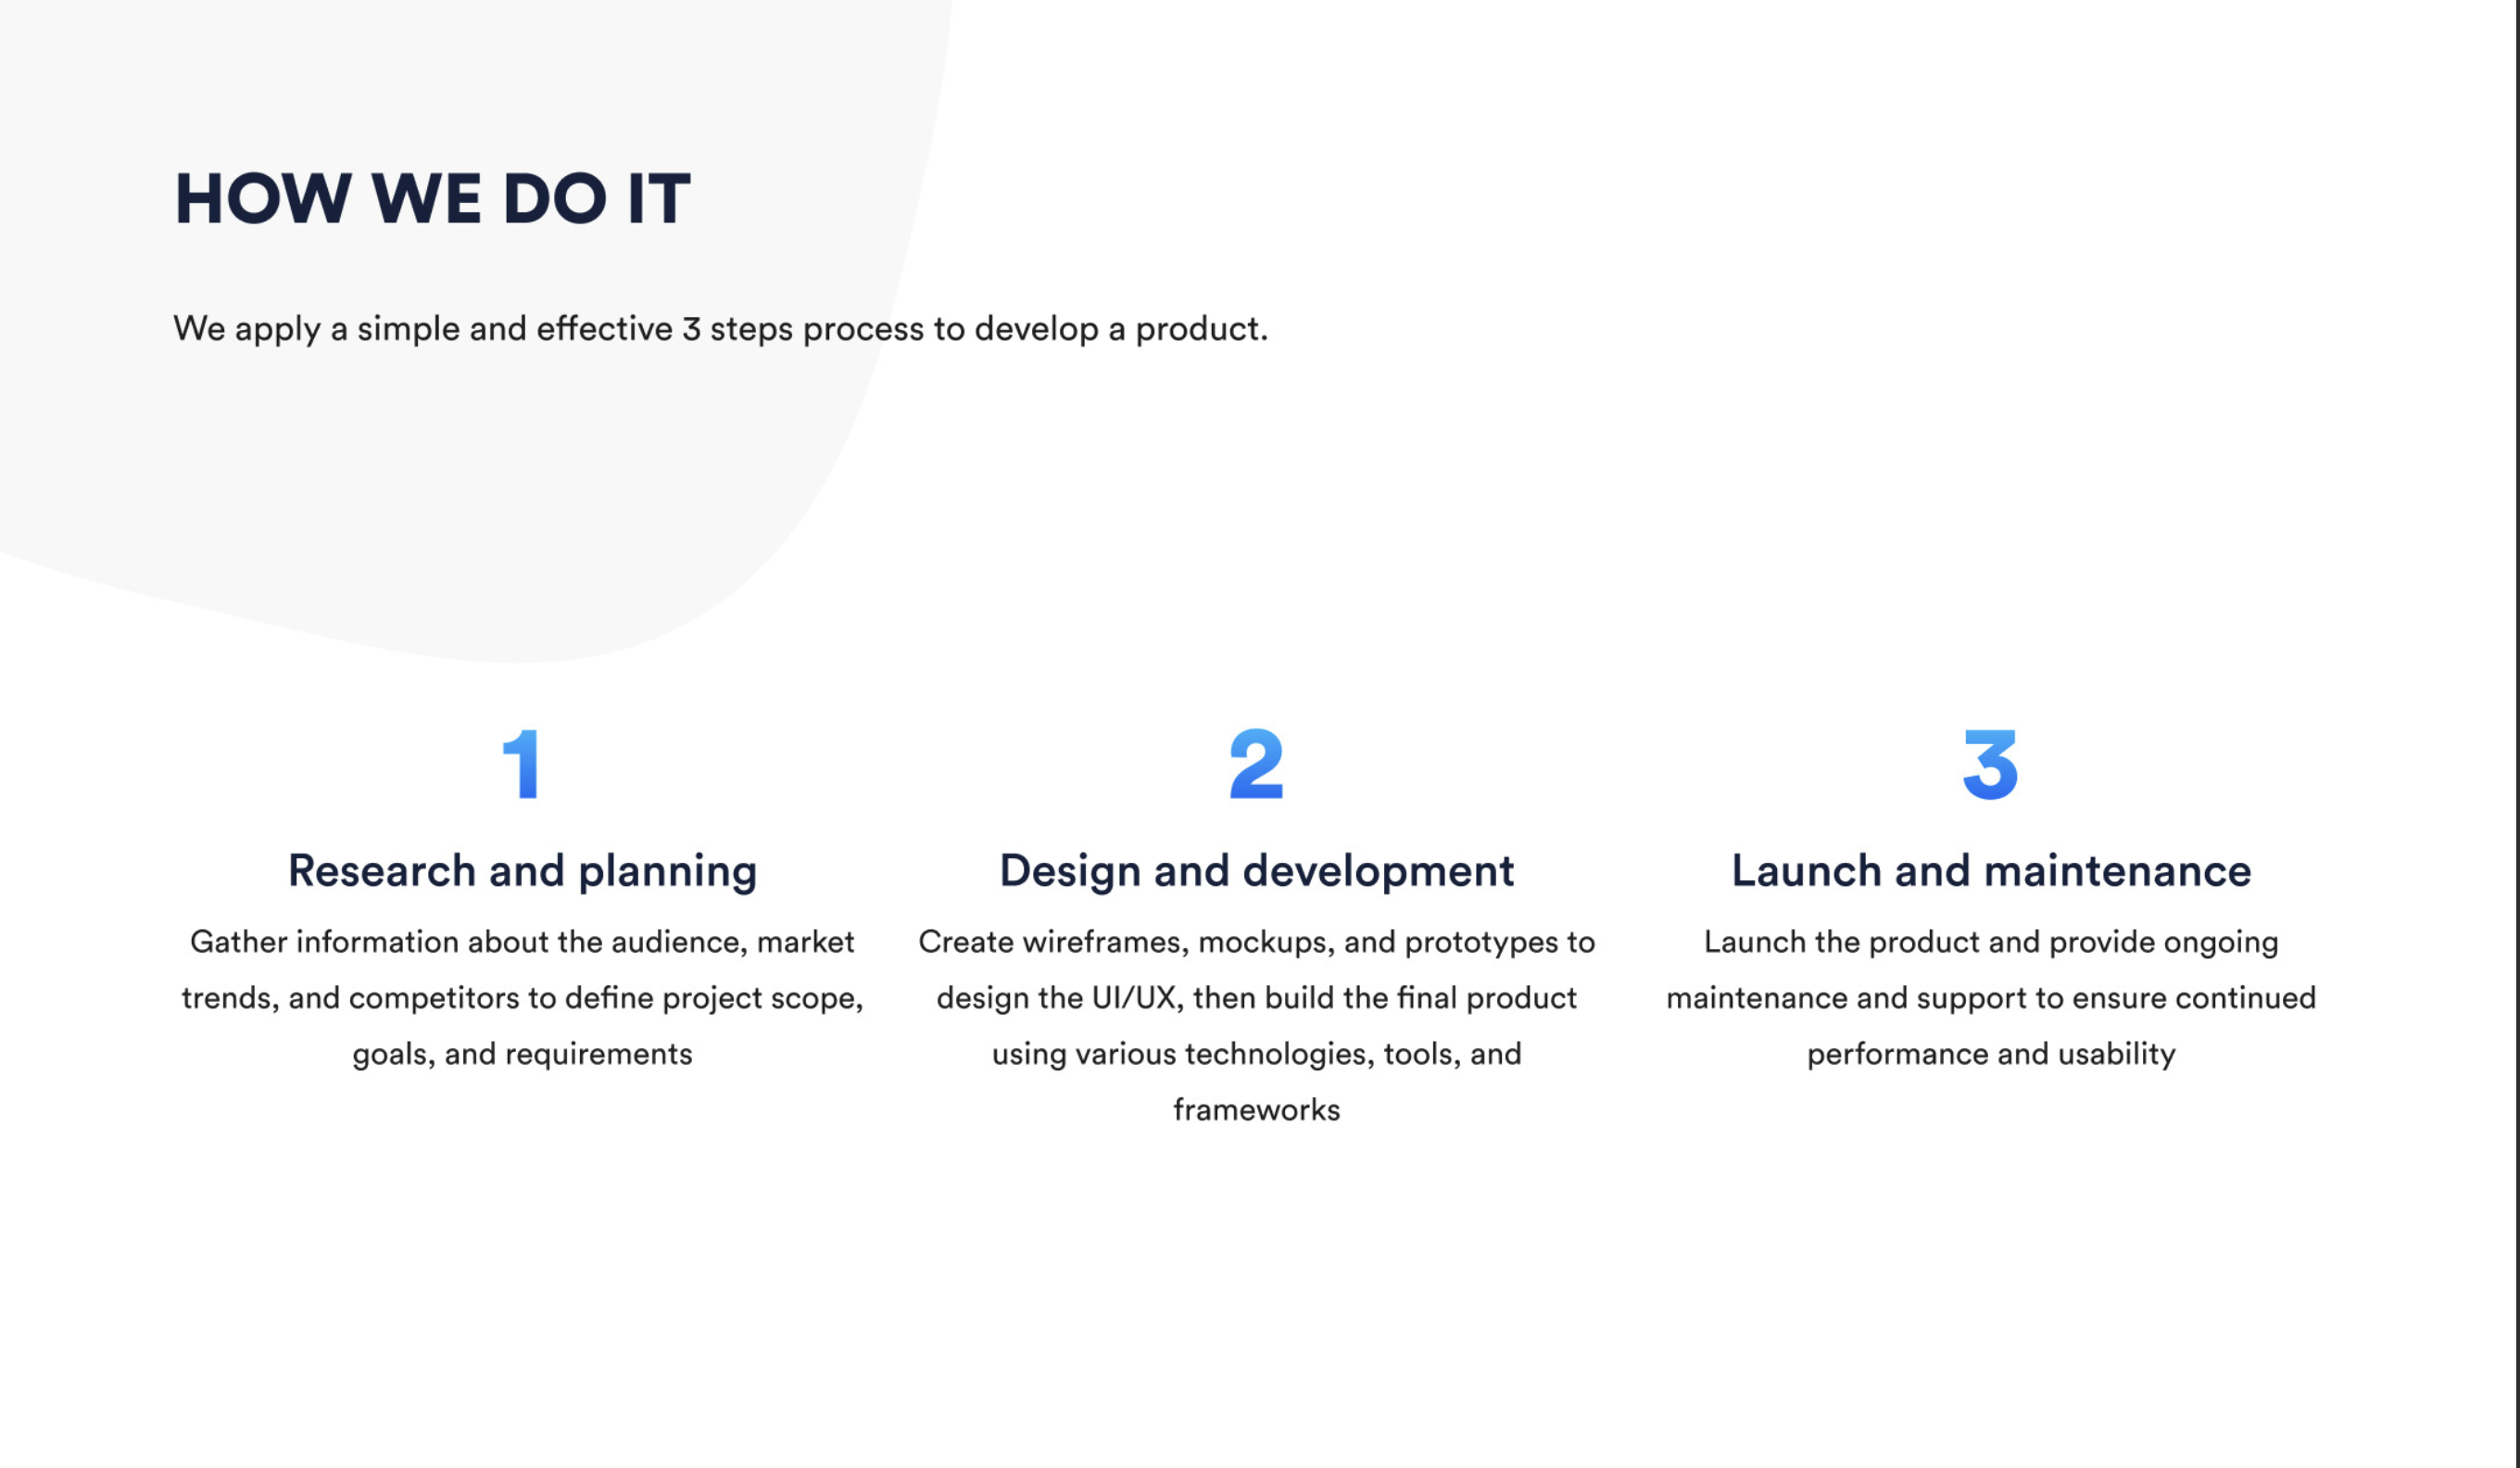 HOW WE DO IT
We apply a simple and effective 3 steps process to develop a product.
1
Research and planning
Gather information about the audience, market
trends, and competitors to define project scope,
goals, and requirements
2
Design and development
Create wireframes, mockups, and prototypes to
design the UI/UX, then build the final product
using various technologies, tools, and
frameworks
3
Launch and maintenance
Launch the product and provide ongoing
maintenance and support to ensure continued
performance and usability